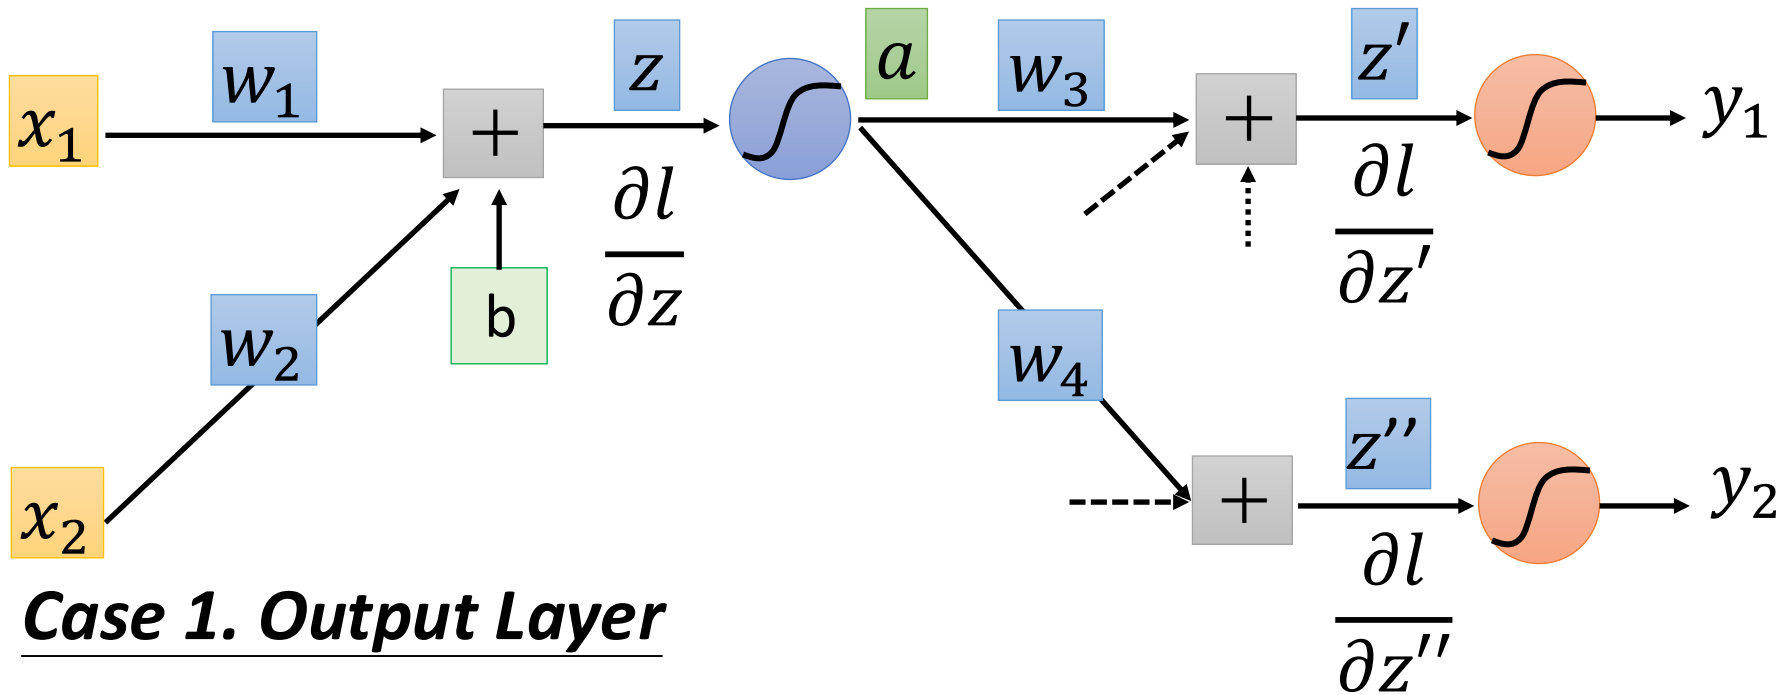 x₁ w₁ + z a w₃ + z′ y₁
∂l/∂z ∂l/∂z′
b
w₂ w₄
x₂ + z′′ y₂
∂l/∂z′′
Case 1. Output Layer